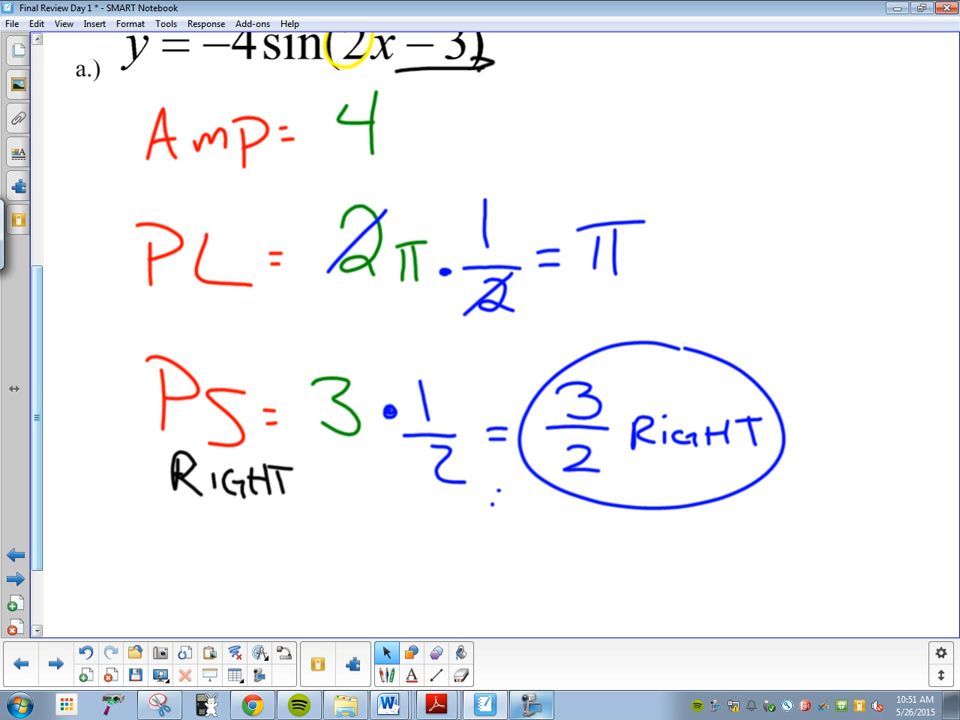 Final Review Day 1 * - SMART Notebook
File Edit View Insert Format Tools Response Add-ons Help
y = −4 sin(2x − 3)
a.)
Amp = 4
PL = 2π · 1/2 = π
PS = 3 · 1/2 = 3/2 RIGHT
RIGHT
10:51 AM
5/26/2015